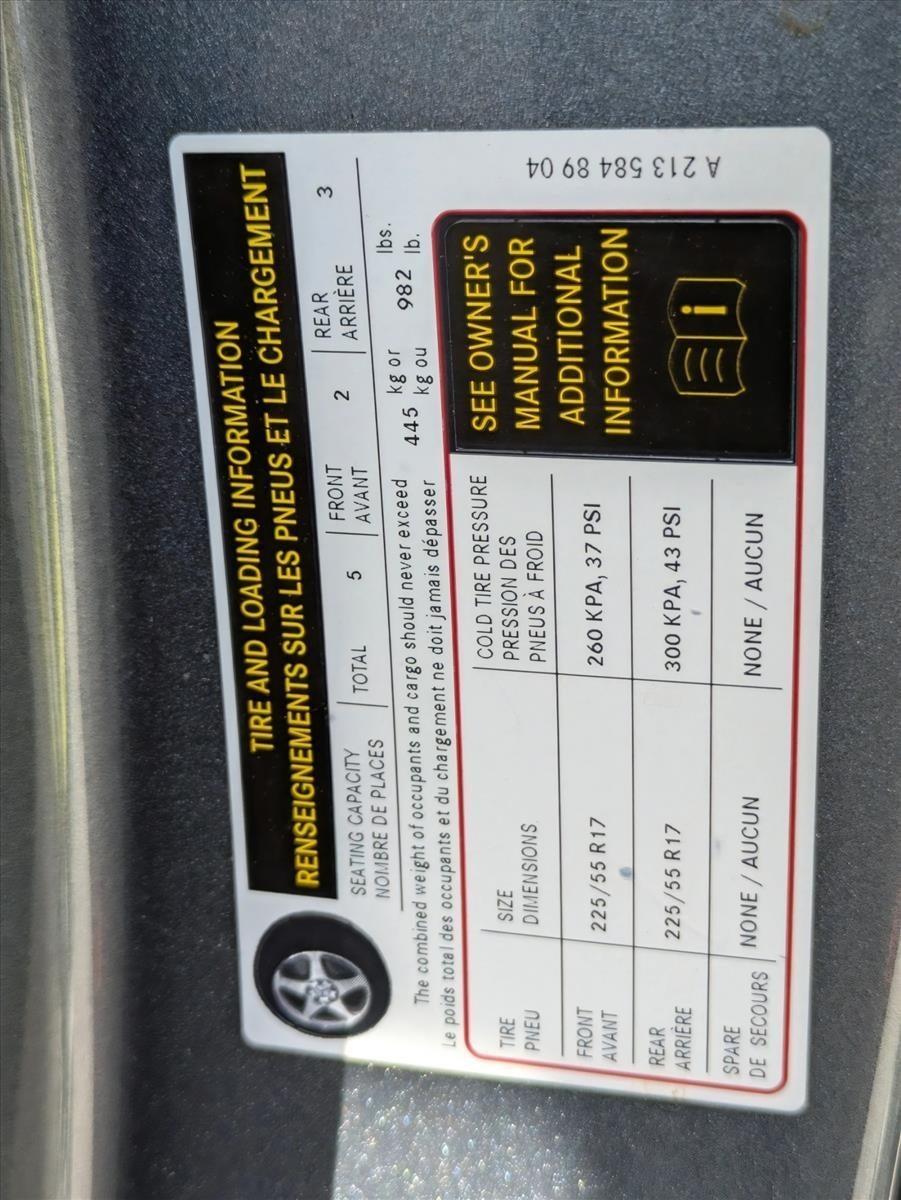 TIRE AND LOADING INFORMATION
RENSEIGNEMENTS SUR LES PNEUS ET LE CHARGEMENT
SEATING CAPACITY
NOMBRE DE PLACES
TOTAL 5
FRONT
AVANT
2
REAR
ARRIÈRE
3
The combined weight of occupants and cargo should never exceed 445 kg or 982 lbs.
Le poids total des occupants et du chargement ne doit jamais dépasser kg ou lb.
TIRE
PNEU
SIZE
DIMENSIONS
COLD TIRE PRESSURE
PRESSION DES
PNEUS À FROID
FRONT
AVANT
225/55 R17
260 KPA, 37 PSI
REAR
ARRIÈRE
225/55 R17
300 KPA, 43 PSI
SPARE
DE SECOURS
NONE / AUCUN
NONE / AUCUN
SEE OWNER'S
MANUAL FOR
ADDITIONAL
INFORMATION
A 213 584 89 04